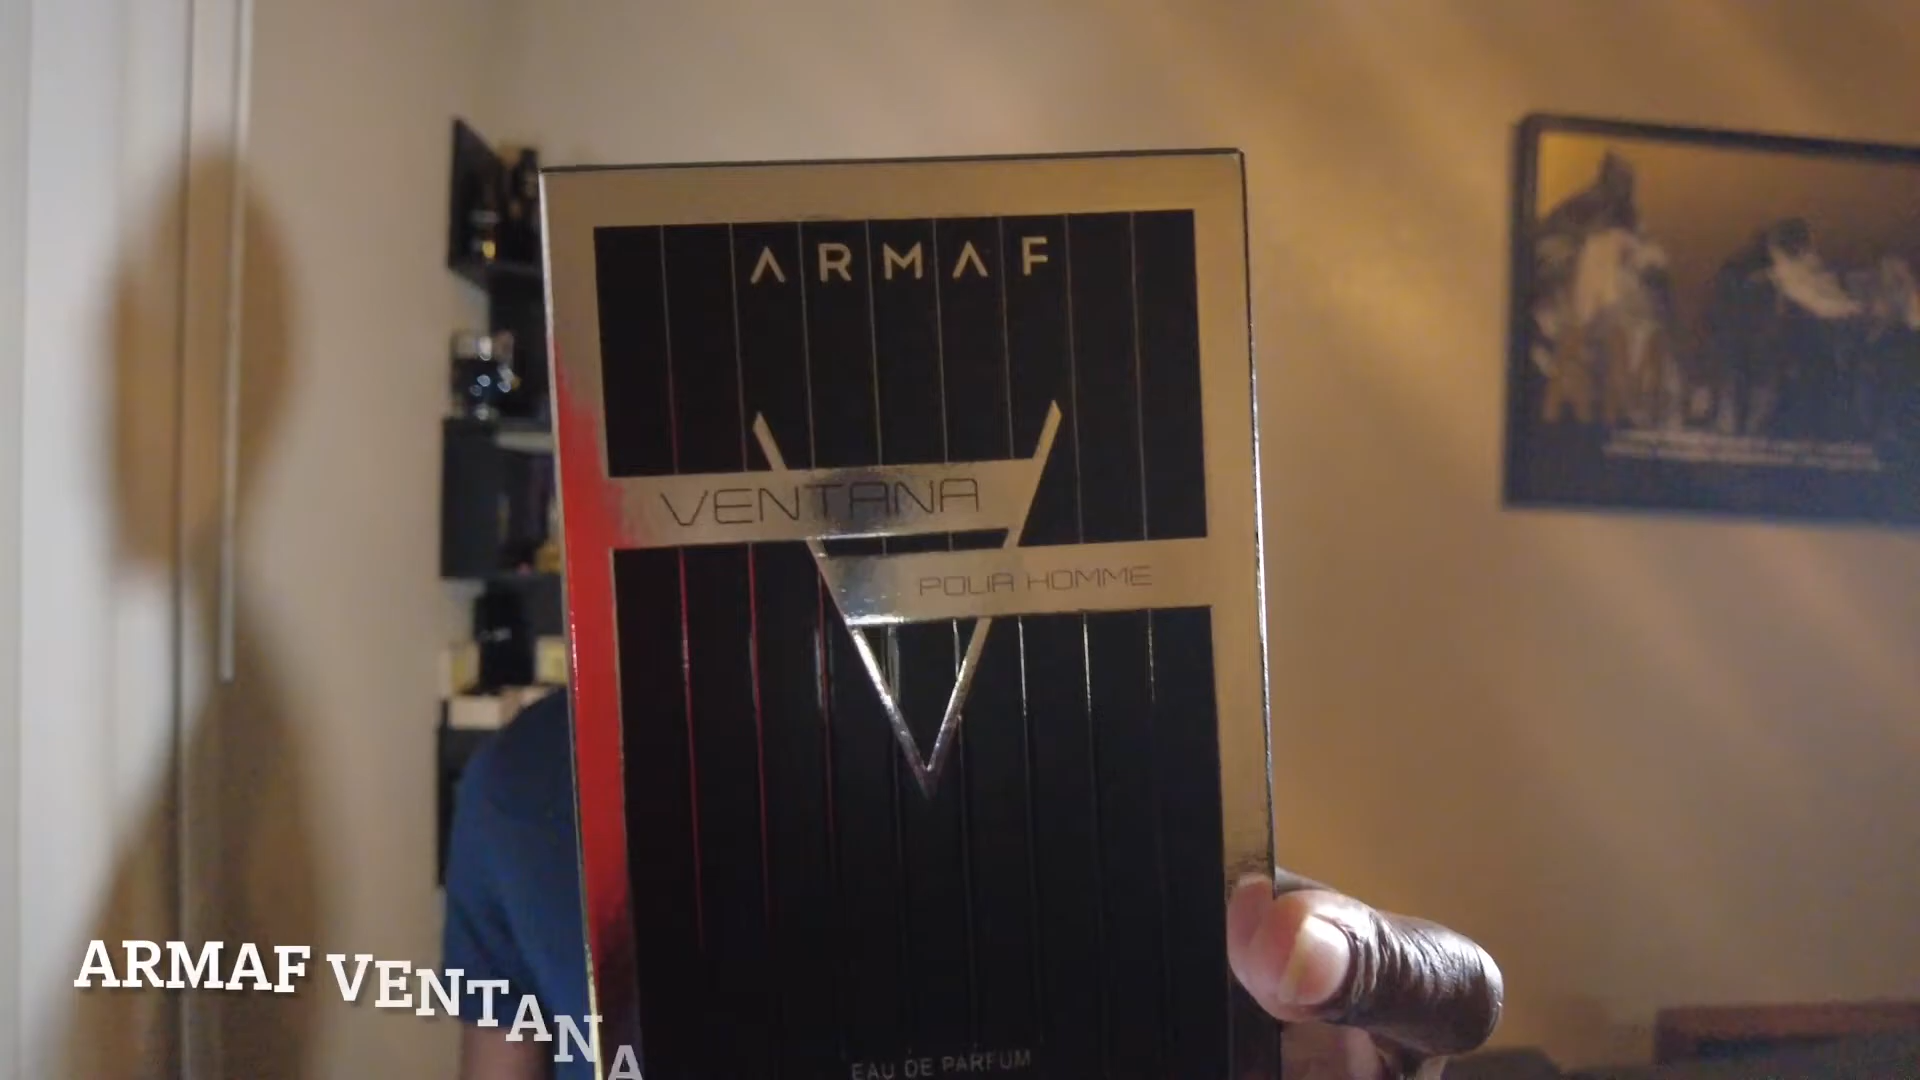 ARMAF
VENTANA
POUR HOMME
EAU DE PARFUM
ARMAF VENTANA